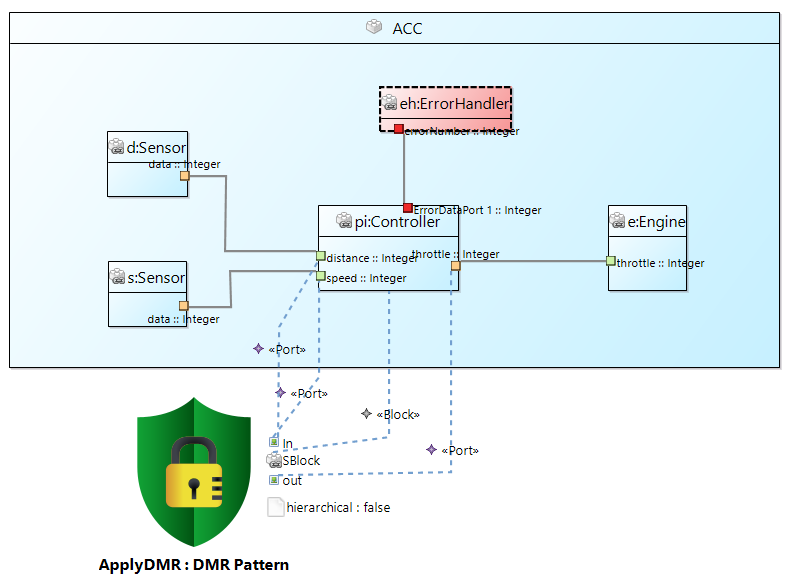 ACC
eh:ErrorHandler
errorNumber :: Integer
d:Sensor
data :: Integer
ErrorDataPort 1 :: Integer
pi:Controller
e:Engine
throttle :: Integer
distance :: Integer
throttle :: Integer
s:Sensor
speed :: Integer
data :: Integer
«Port»
«Port»
«Block»
In
«Port»
SBlock
out
hierarchical : false
ApplyDMR : DMR Pattern